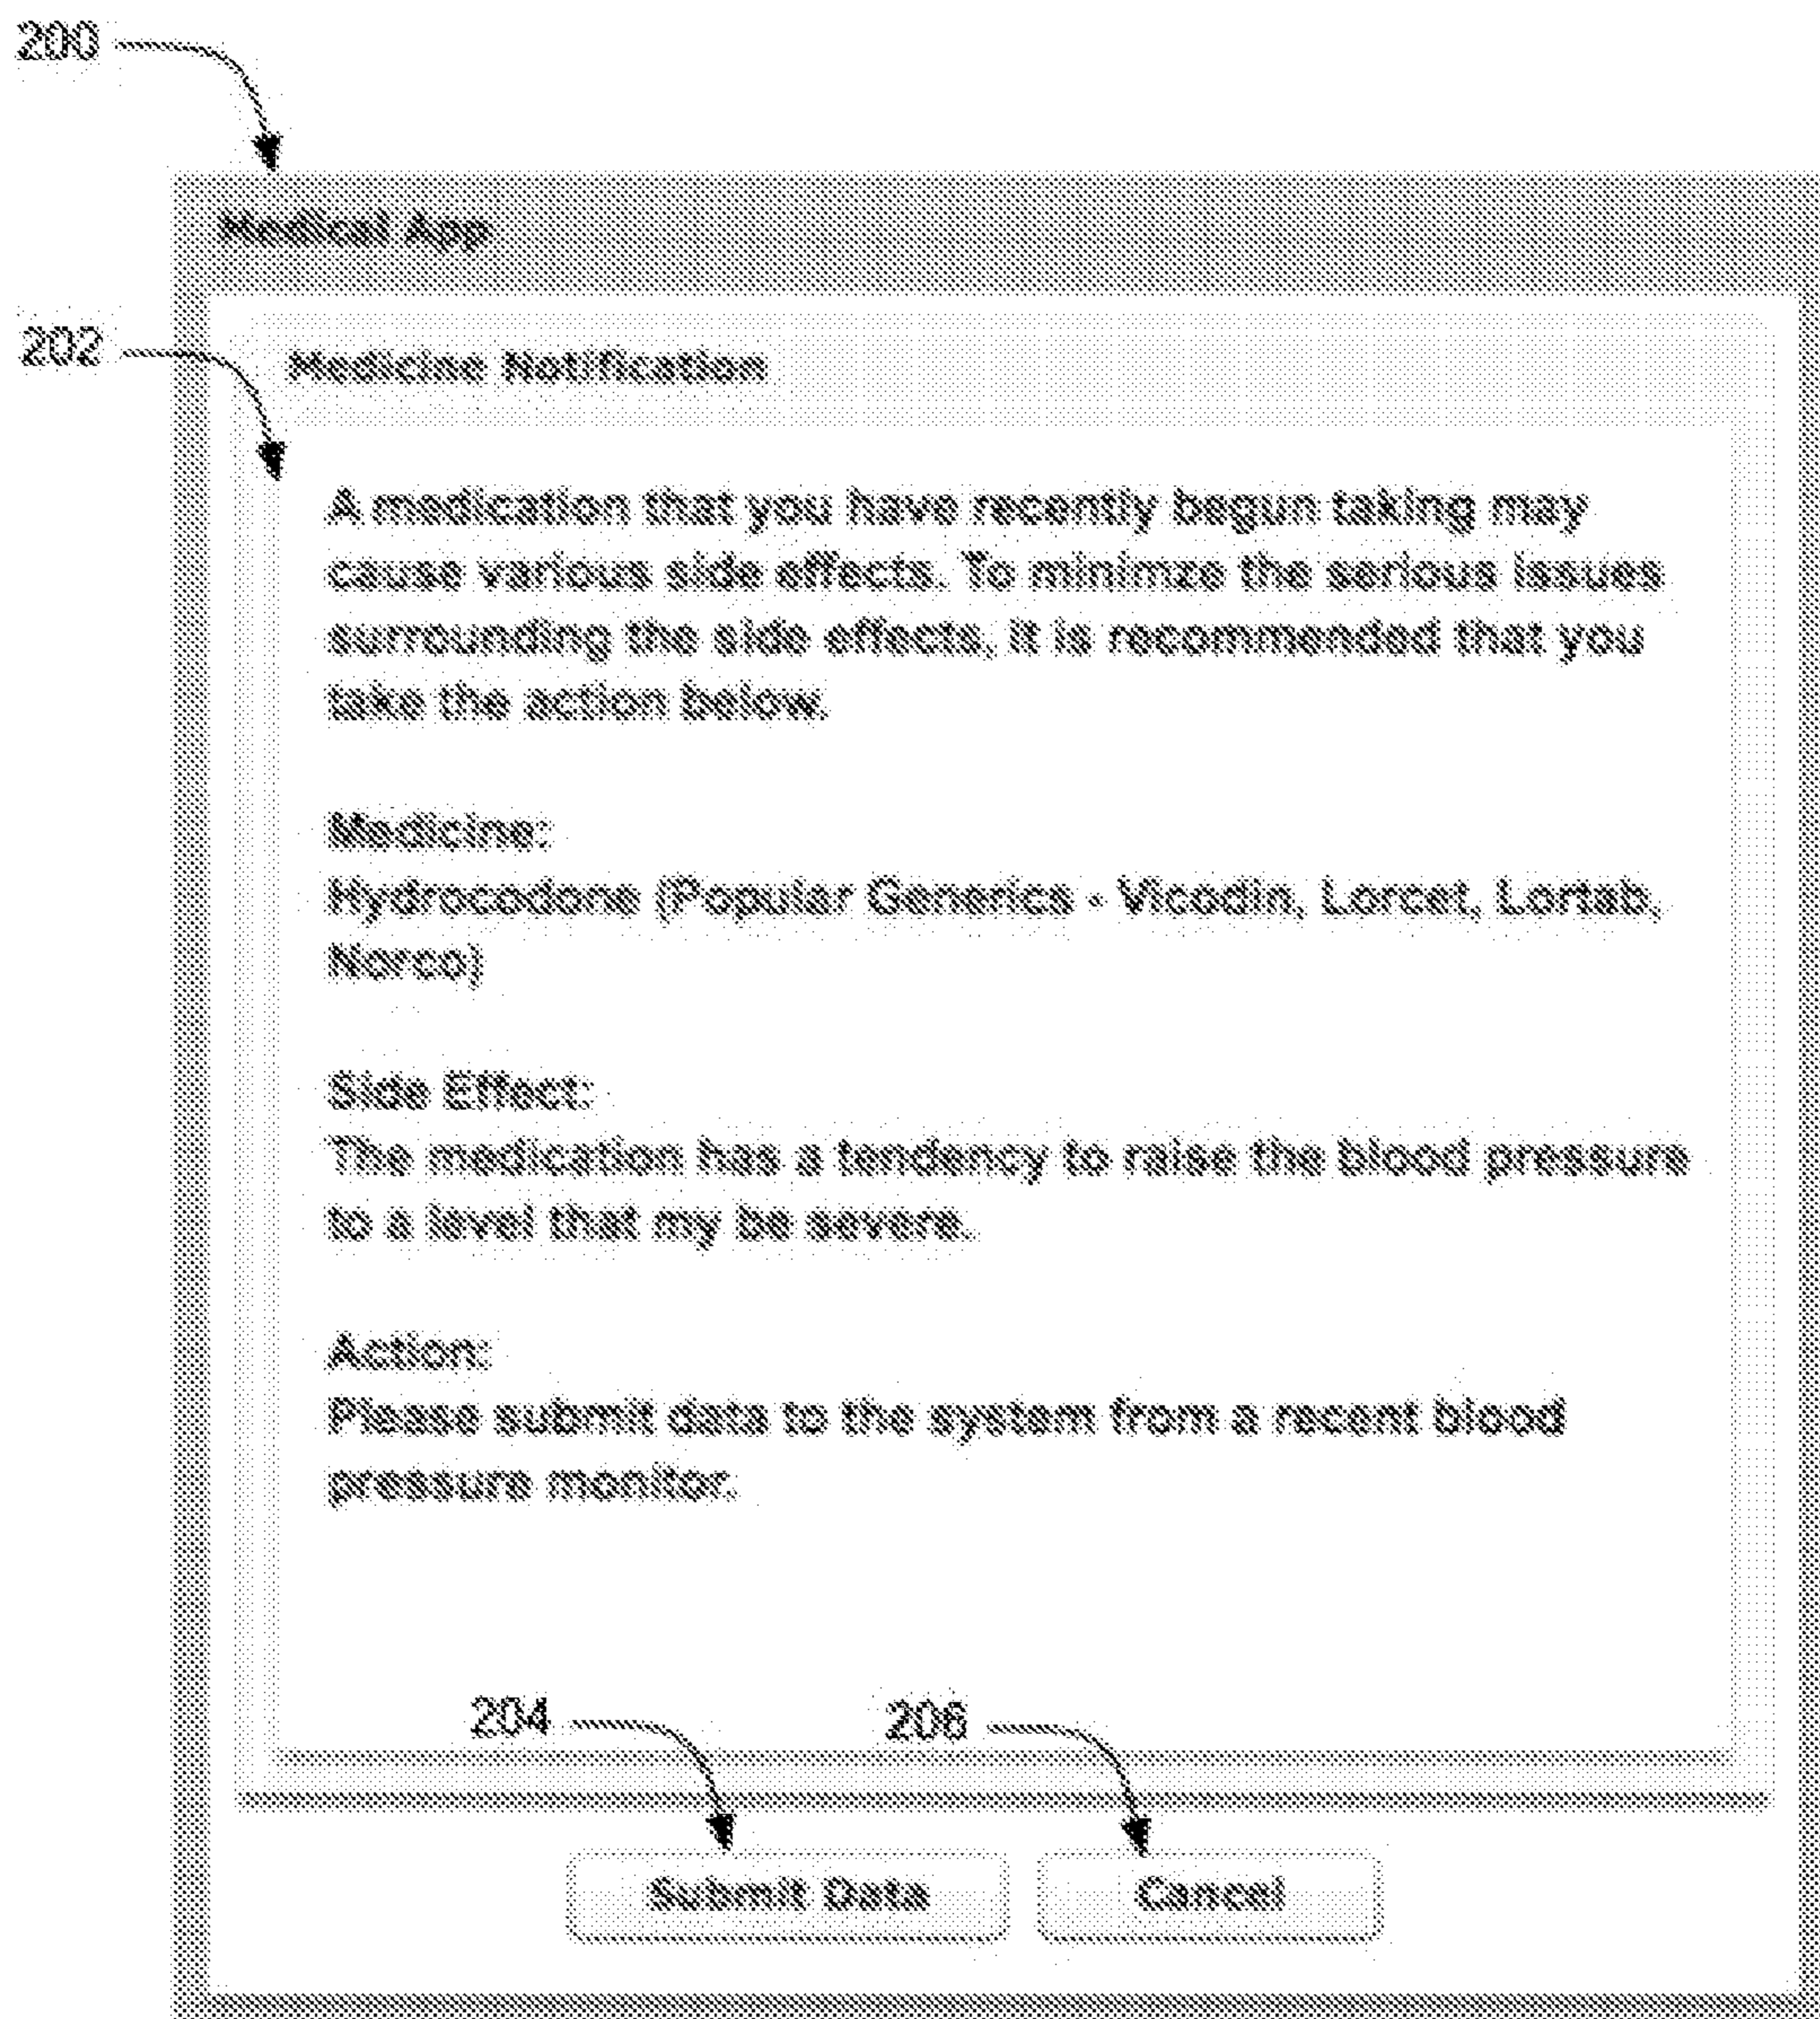 200
Medical App
202
Medicine Notification
A medication that you have recently begun taking may
cause various side effects. To minimze the serious issues
surrounding the side effects, it is recommended that you
take the action below.
Medicine:
Hydrocodone (Popular Generics - Vicodin, Lorcet, Lortab,
Norco)
Side Effect:
The medication has a tendency to raise the blood pressure
to a level that my be severe.
Action:
Please submit data to the system from a recent blood
pressure monitor.
204
206
Submit Data
Cancel